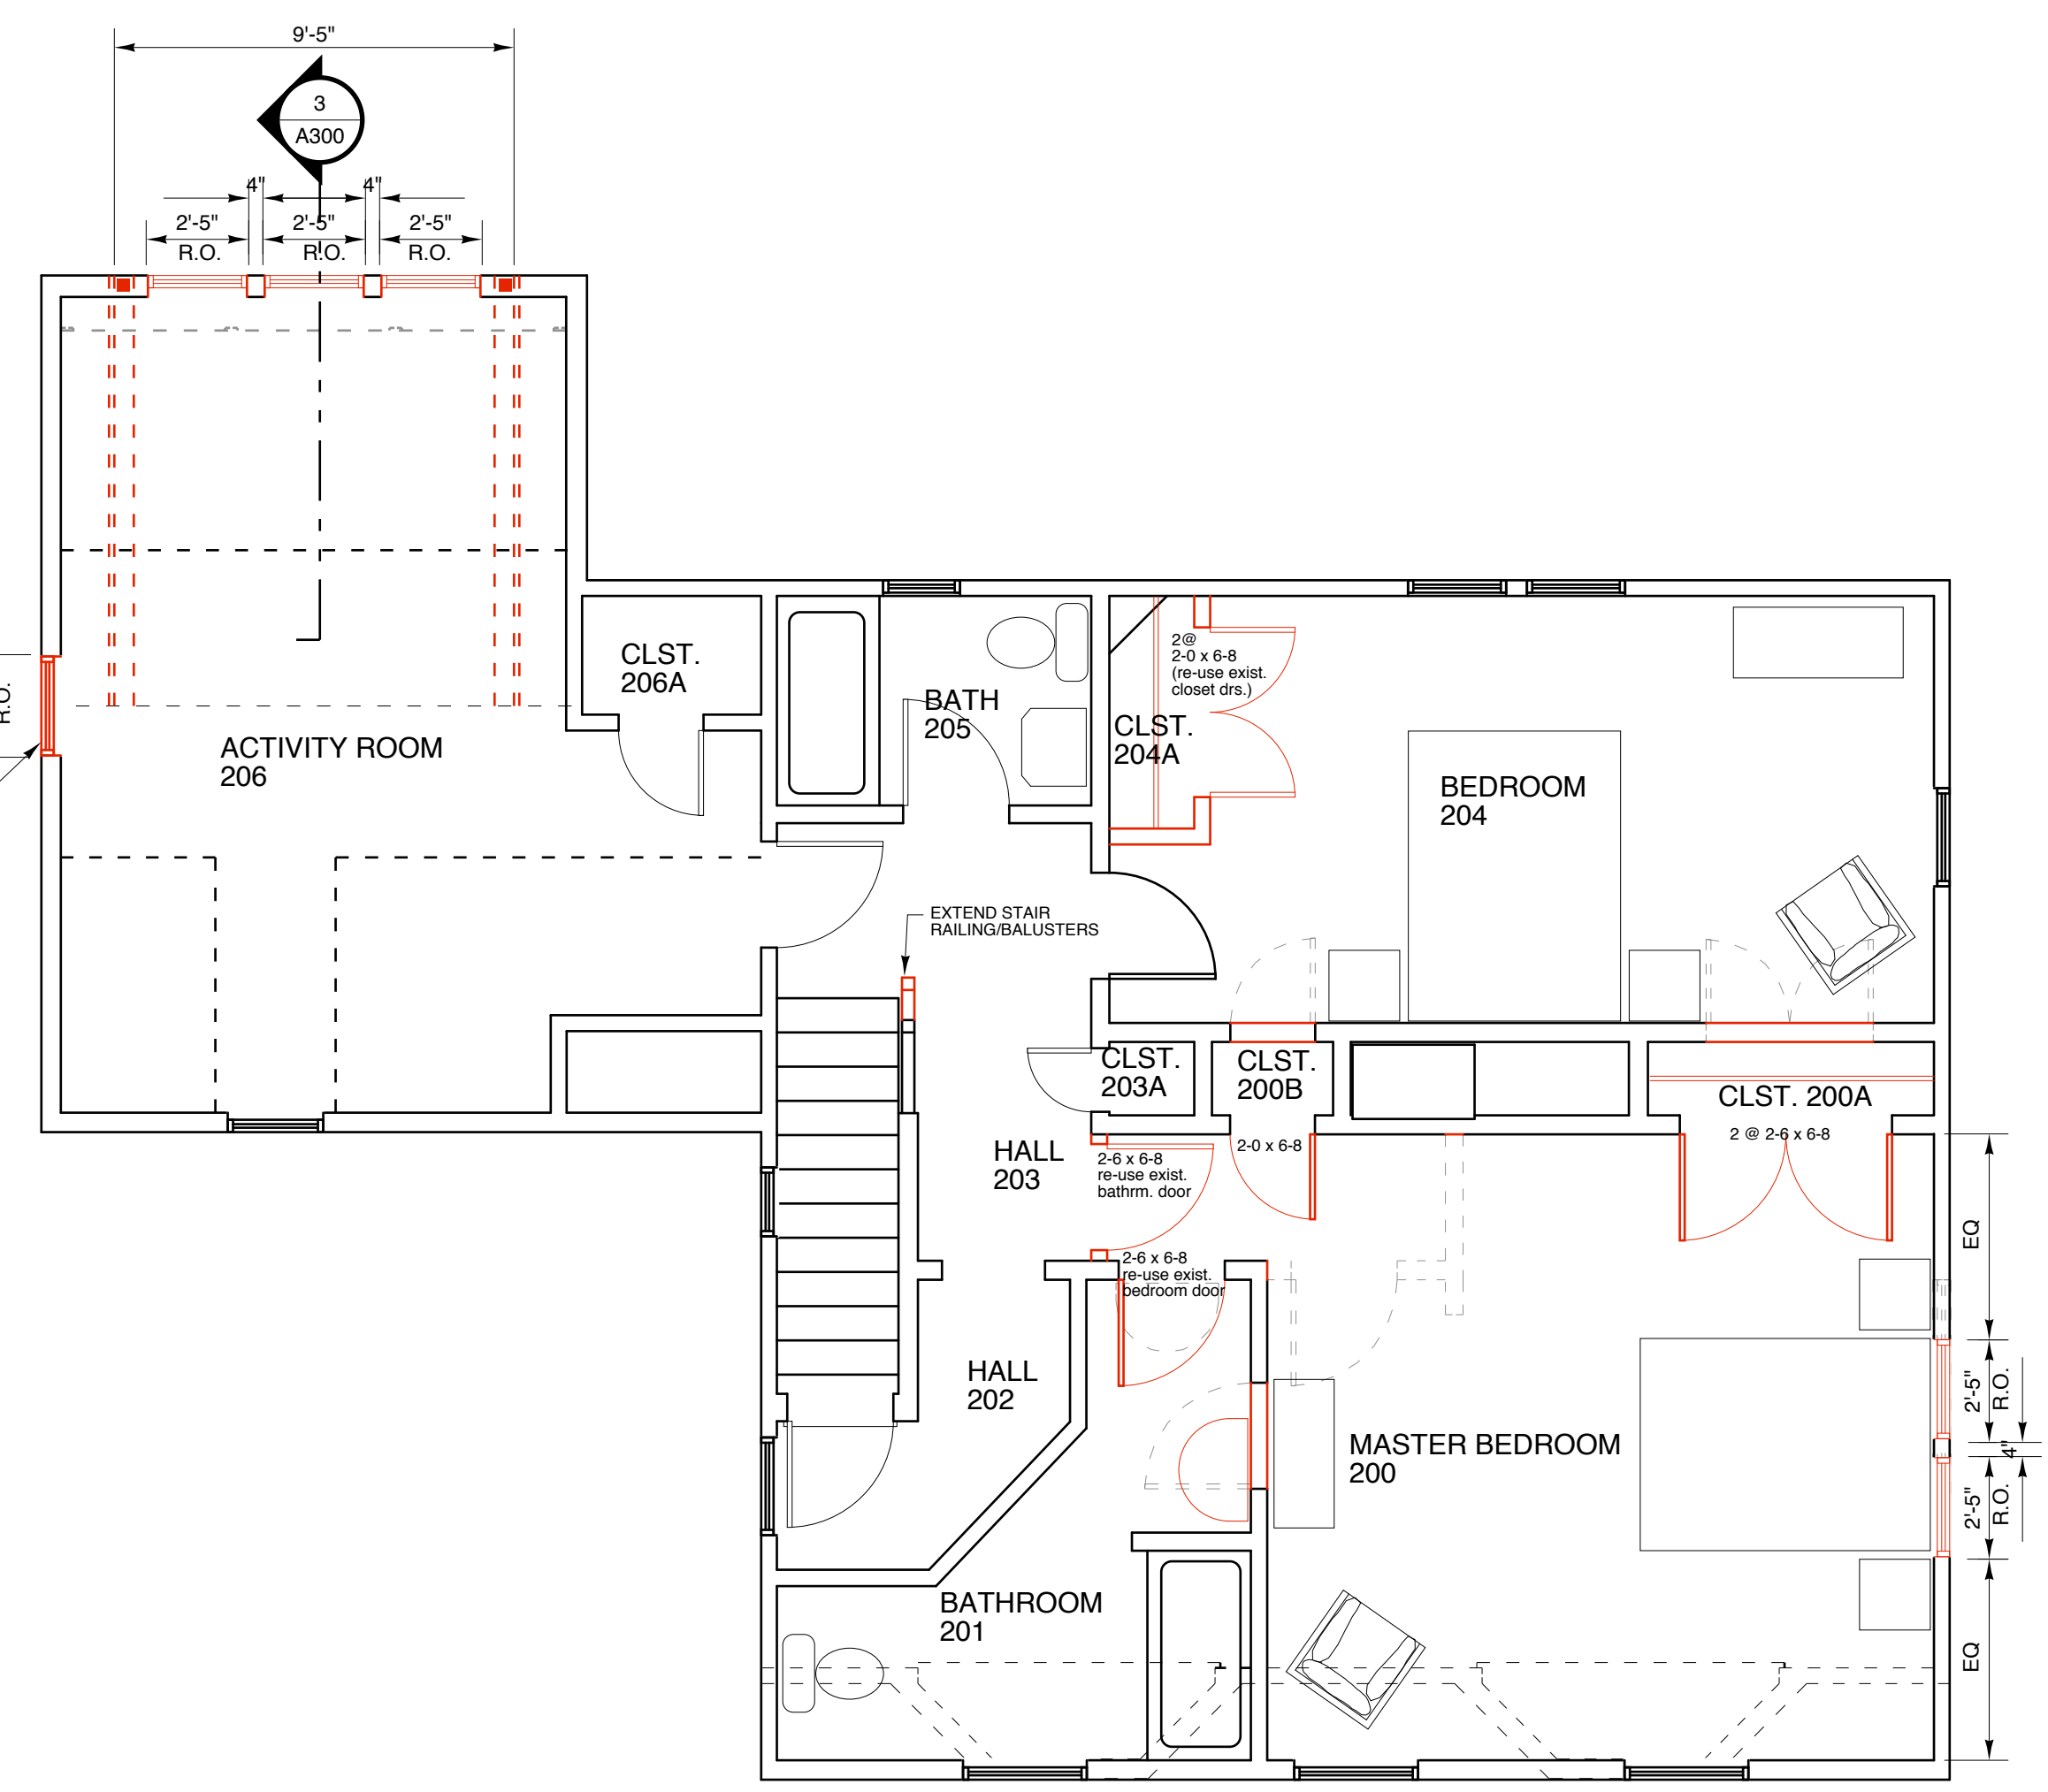 9'-5"
3
A300
4"
4"
2'-5"
2'-5"
2'-5"
R.O.
R.O.
R.O.
R.O.
CLST.
206A
2@
2-0 x 6-8
(re-use exist.
closet drs.)
BATH
205
CLST.
204A
ACTIVITY ROOM
206
BEDROOM
204
EXTEND STAIR
RAILING/BALUSTERS
CLST.
203A
CLST.
200B
CLST. 200A
2 @ 2-6 x 6-8
2-0 x 6-8
HALL
203
2-6 x 6-8
re-use exist.
bathrm. door
EQ
2-6 x 6-8
re-use exist.
bedroom door
HALL
202
2'-5"
R.O.
4"
MASTER BEDROOM
200
2'-5"
R.O.
BATHROOM
201
EQ